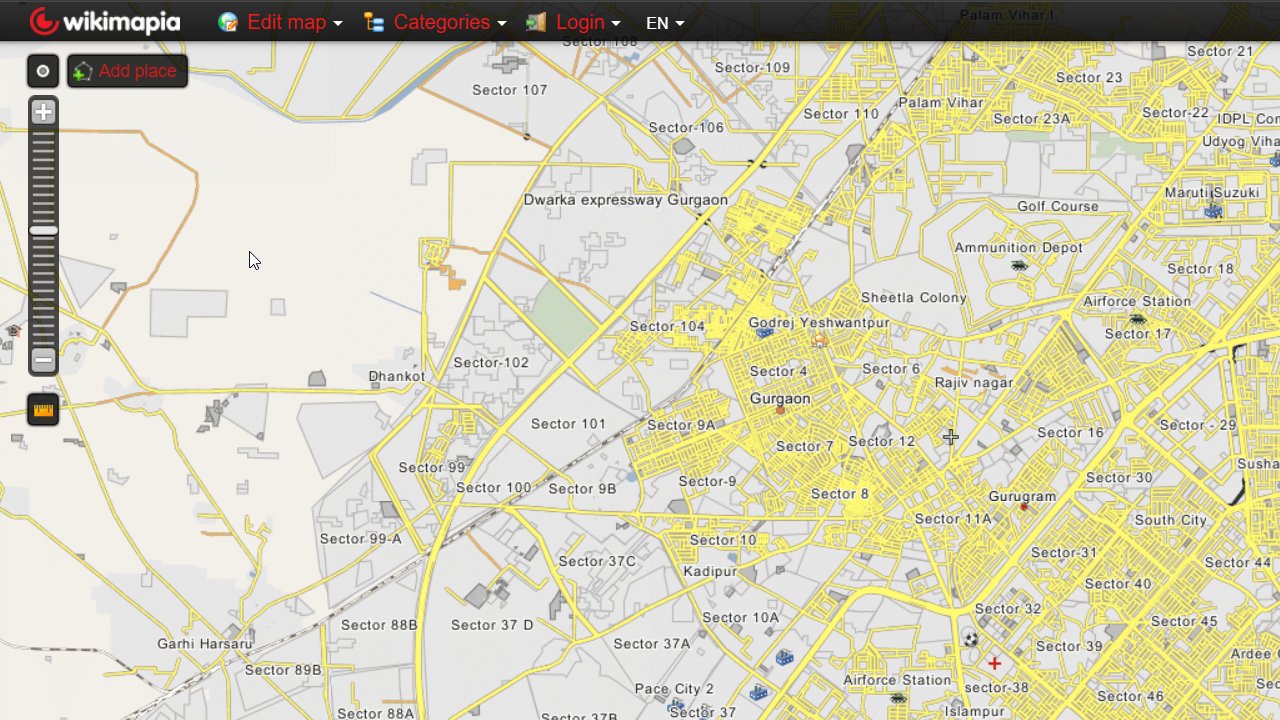 wikimapia
Edit map
Categories
Login
EN
Add place
Palam Vihar I
Sector 108
Sector 21
Sector-109
Sector 23
Sector 107
Palam Vihar
Sector 110
Sector-22
Sector 23A
IDPL Com
Sector-106
Udyog Viha
Maruti Suzuki
Dwarka expressway Gurgaon
Golf Course
Ammunition Depot
Sector 18
Sheetla Colony
Airforce Station
Sector 104
Godrej Yeshwantpur
Sector 17
Sector-102
Dhankot
Sector 4
Sector 6
Rajiv nagar
Gurgaon
Sector 101
Sector 9A
Sector - 29
Sector 16
Sector 12
Sector 7
Susha
Sector 99
Sector 30
Sector-9
Sector 100
Sector 9B
Sector 8
Gurugram
Sector 11A
South City
Sector 99-A
Sector 10
Sector-31
Sector 37C
Sector 44
Kadipur
Sector 40
Sector 32
Sector 10A
Sector 88B
Sector 37 D
Sector 45
Garhi Harsaru
Sector 37A
Sector 39
Ardee C
Sector 89B
Airforce Station
Sec
sector-38
Pace City 2
Sector 46
Sector 88A
Sector 37B
Sector 37
Islampur